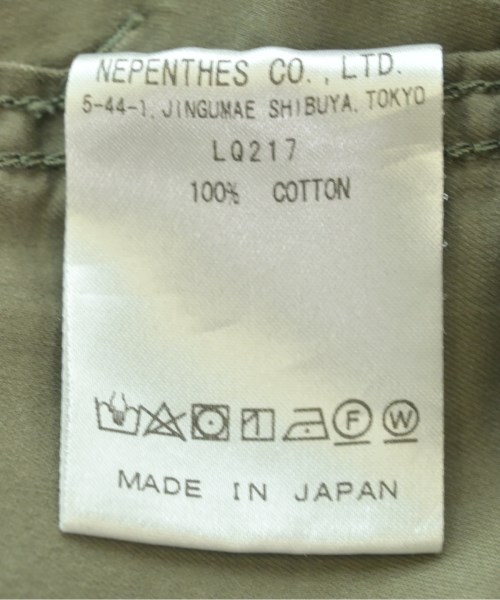 NEPENTHES CO., LTD.
5-44-1, JINGUMAE SHIBUYA, TOKYO
LQ217
100% COTTON
F W
MADE IN JAPAN